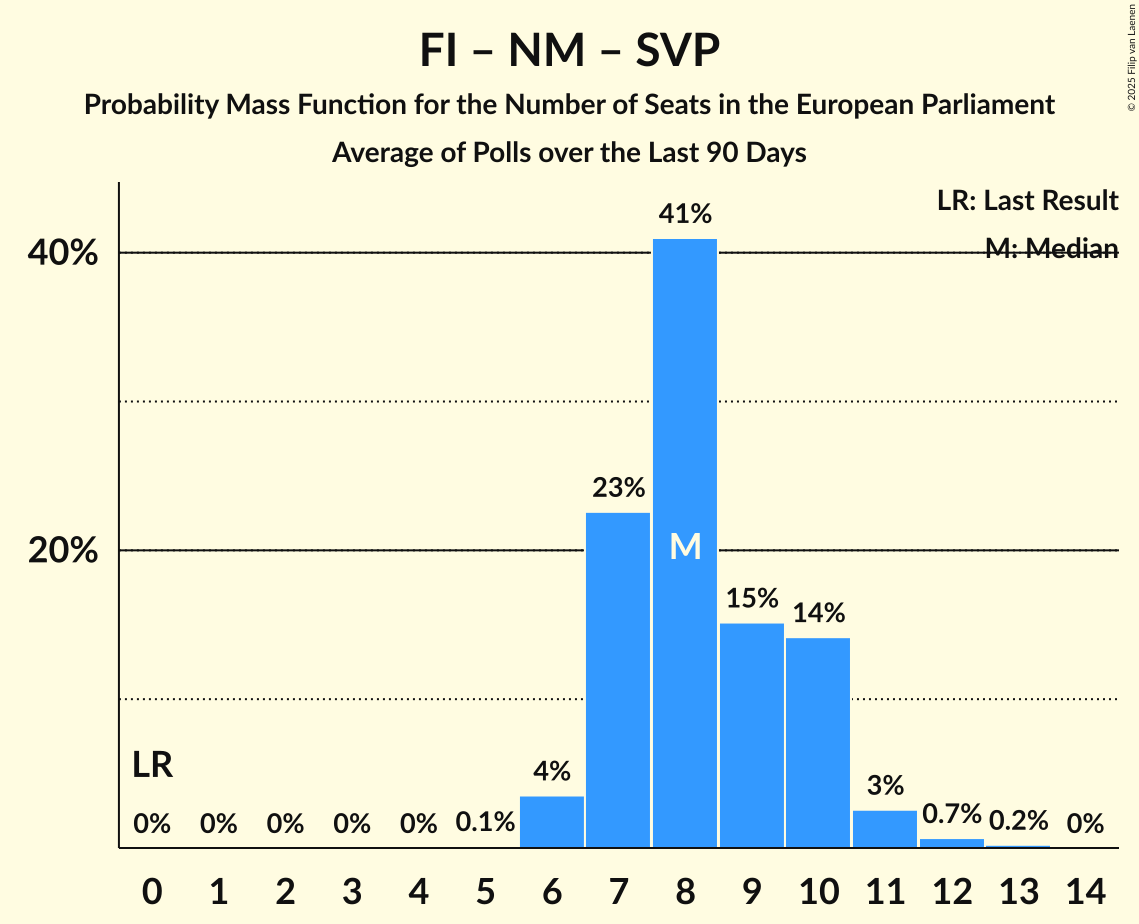 FI – NM – SVP
Probability Mass Function for the Number of Seats in the European Parliament
Average of Polls over the Last 90 Days
© 2025 Filip van Laenen
LR: Last Result
M: Median
40%
20%
41%
23%
M
15%
14%
LR
4%
3%
0%
0%
0%
0%
0%
0.1%
0.7%
0.2%
0%
0 1 2 3 4 5 6 7 8 9 10 11 12 13 14